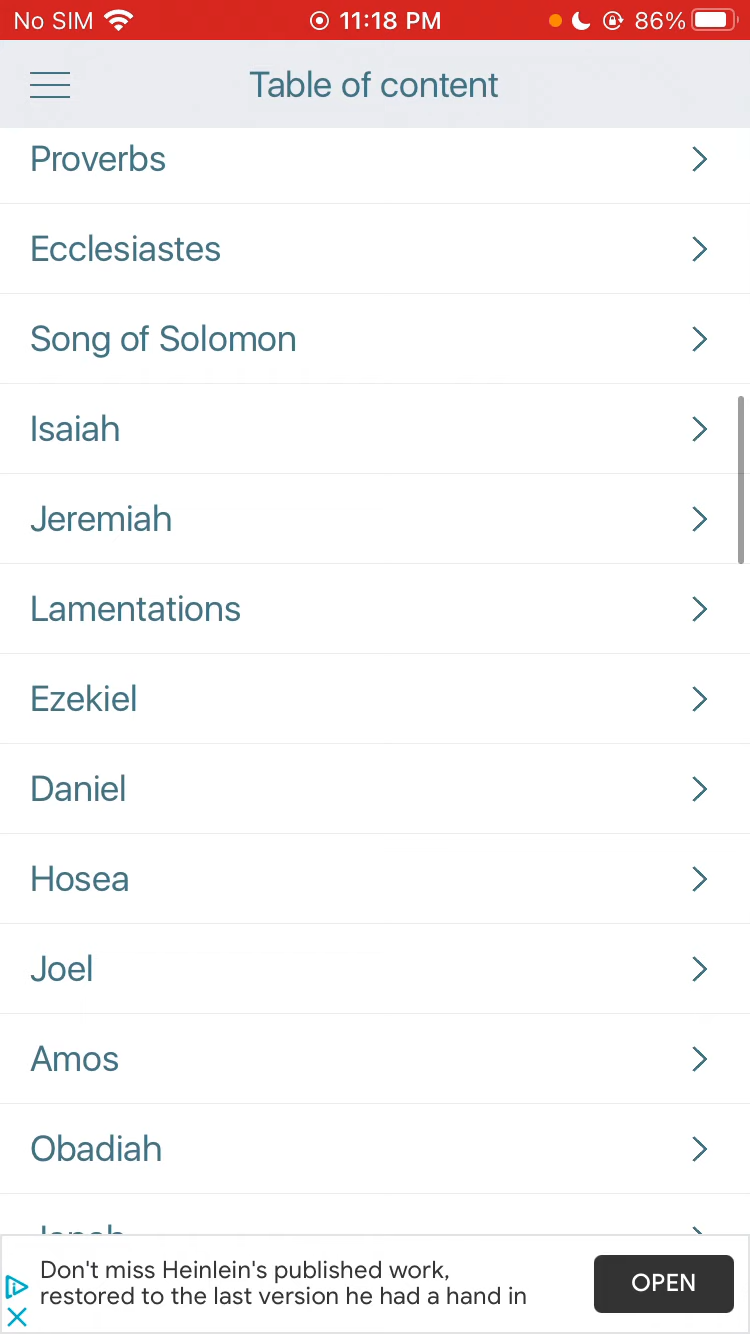 No SIM 11:18 PM 86%
Table of content
Proverbs
Ecclesiastes
Song of Solomon
Isaiah
Jeremiah
Lamentations
Ezekiel
Daniel
Hosea
Joel
Amos
Obadiah
Don't miss Heinlein's published work,
restored to the last version he had a hand in
OPEN